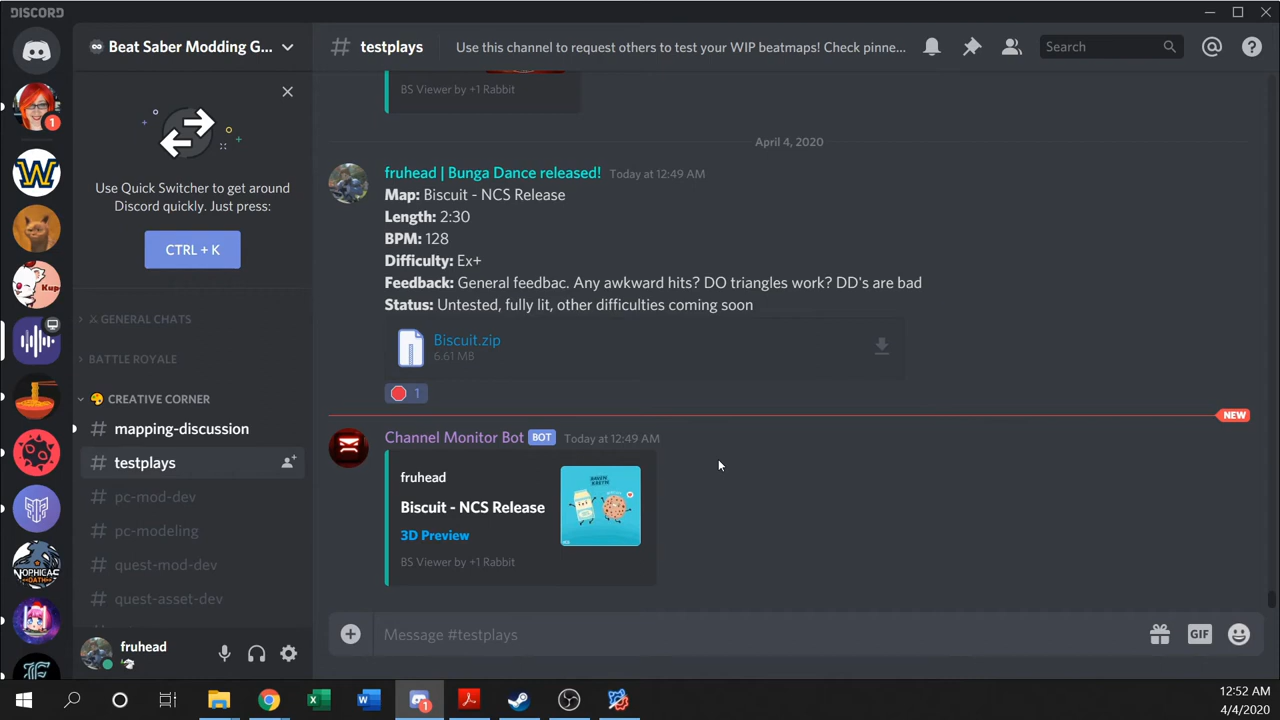 DISCORD
Beat Saber Modding G...
testplays
Use this channel to request others to test your WIP beatmaps! Check pinne...
Search
Use Quick Switcher to get around
Discord quickly. Just press:
CTRL + K
GENERAL CHATS
BATTLE ROYALE
CREATIVE CORNER
mapping-discussion
testplays
pc-mod-dev
pc-modeling
quest-mod-dev
quest-asset-dev
fruhead
BS Viewer by +1 Rabbit
April 4, 2020
fruhead | Bunga Dance released! Today at 12:49 AM
Map: Biscuit - NCS Release
Length: 2:30
BPM: 128
Difficulty: Ex+
Feedback: General feedbac. Any awkward hits? DO triangles work? DD's are bad
Status: Untested, fully lit, other difficulties coming soon
Biscuit.zip
6.61 MB
1
NEW
Channel Monitor Bot BOT Today at 12:49 AM
fruhead
Biscuit - NCS Release
3D Preview
BS Viewer by +1 Rabbit
Message #testplays
GIF
1
Kup
1
12:52 AM
4/4/2020